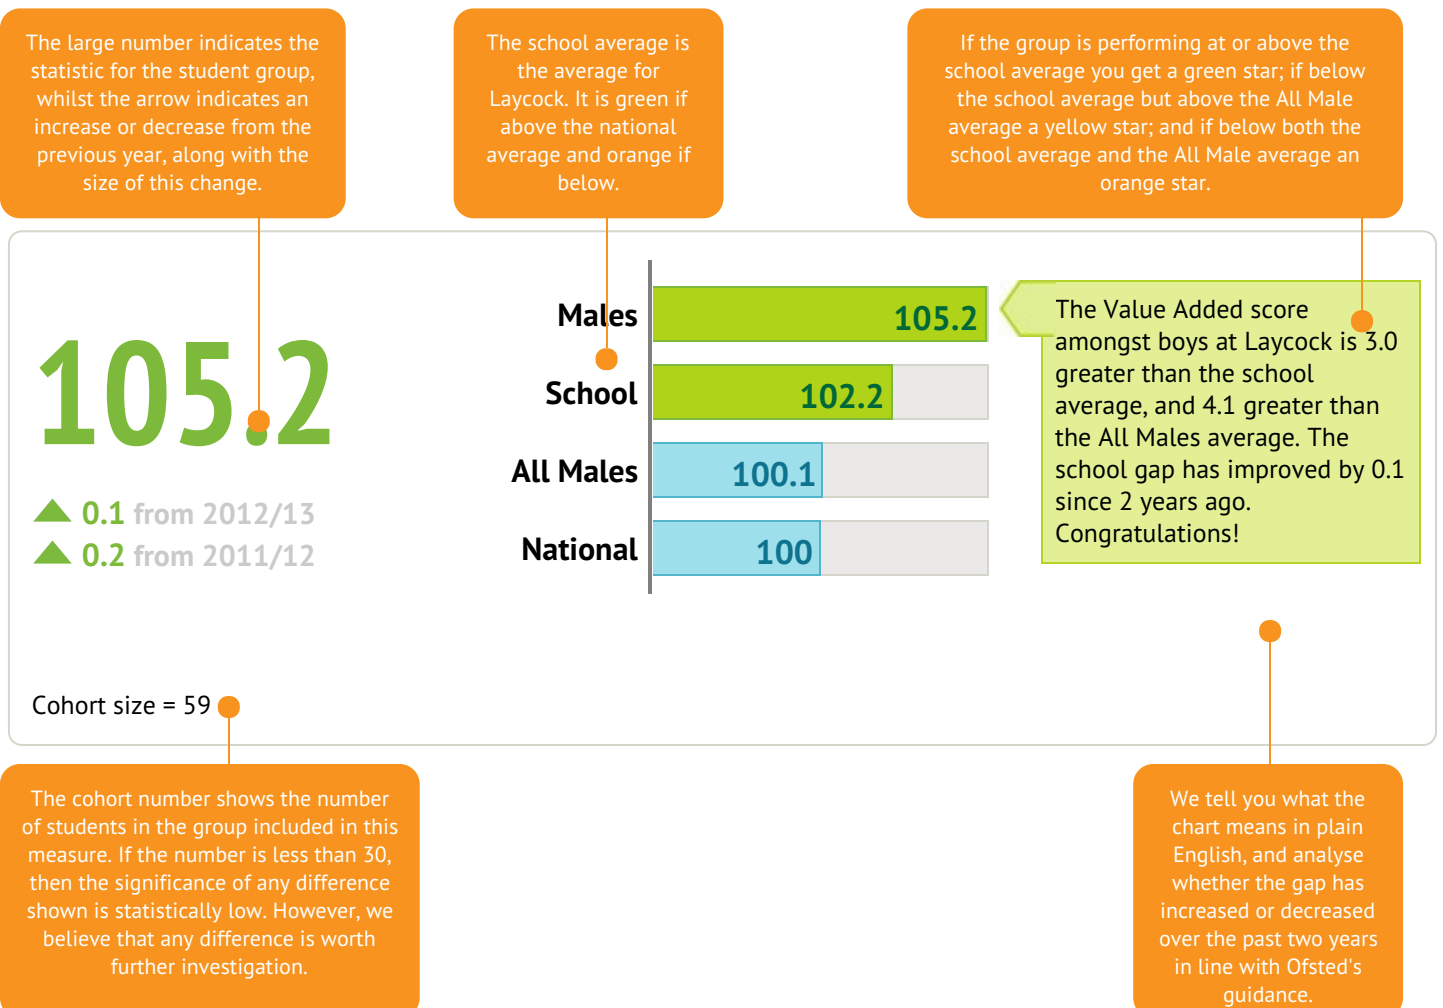 The large number indicates the
statistic for the student group,
whilst the arrow indicates an
increase or decrease from the
previous year, along with the
size of this change.
The school average is
the average for
Laycock. It is green if
above the national
average and orange if
below.
If the group is performing at or above the
school average you get a green star; if below
the school average but above the All Male
average a yellow star; and if below both the
school average and the All Male average an
orange star.
105.2
0.1 from 2012/13
0.2 from 2011/12
Cohort size = 59
Males 105.2
School 102.2
All Males 100.1
National 100
The Value Added score
amongst boys at Laycock is 3.0
greater than the school
average, and 4.1 greater than
the All Males average. The
school gap has improved by 0.1
since 2 years ago.
Congratulations!
The cohort number shows the number
of students in the group included in this
measure. If the number is less than 30,
then the significance of any difference
shown is statistically low. However, we
believe that any difference is worth
further investigation.
We tell you what the
chart means in plain
English, and analyse
whether the gap has
increased or decreased
over the past two years
in line with Ofsted's
guidance.